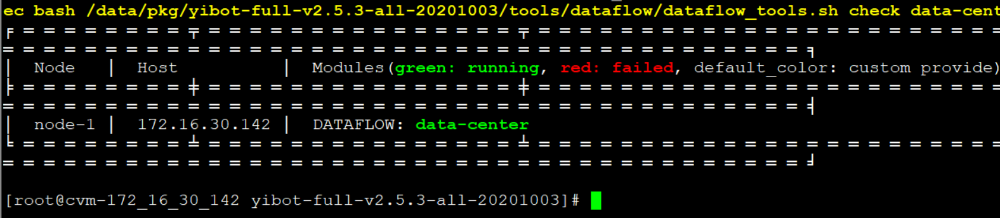 ec bash /data/pkg/yibot-full-v2.5.3-all-20201003/tools/dataflow/dataflow_tools.sh check data-cent
╒=========╤===============╤=======================
=======================================╕
│ Node │ Host │ Modules(green: running, red: failed, default_color: custom provide)
╞=========╪===============╪=======================
=======================================╡
│ node-1 │ 172.16.30.142 │ DATAFLOW: data-center
╘=========╧===============╧=======================
=======================================╛
[root@cvm-172_16_30_142 yibot-full-v2.5.3-all-20201003]#